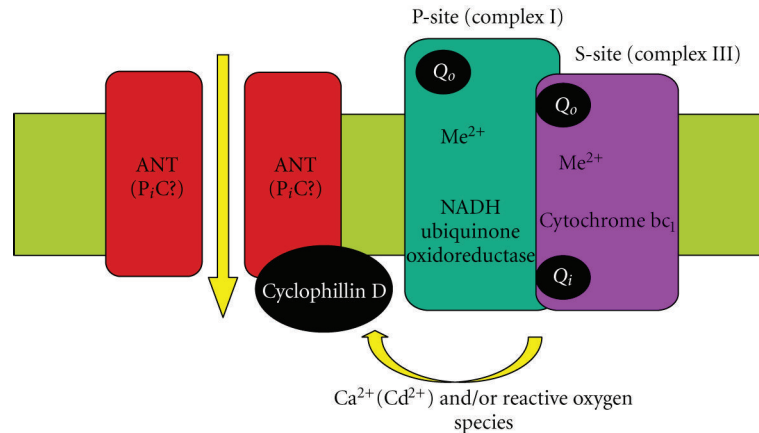 P-site (complex I)
S-site (complex III)
Qo
Qo
Me2+
Me2+
ANT
(PiC?)
ANT
(PiC?)
NADH
ubiquinone
oxidoreductase
Cytochrome bc1
Qi
Cyclophillin D
Ca2+(Cd2+) and/or reactive oxygen
species